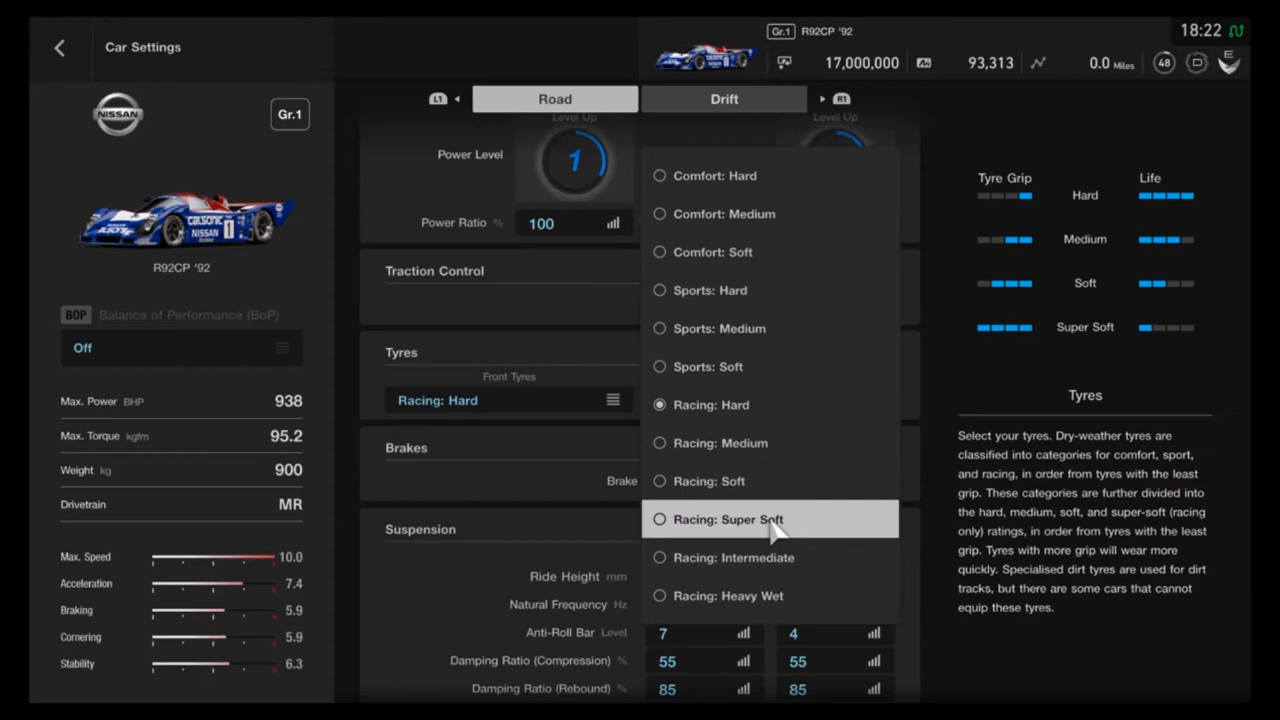 Car Settings
Gr.1 R92CP '92
18:22
17,000,000 93,313 0.0 Miles 48 D E
NISSAN
Gr.1
R92CP '92
BOP Balance of Performance (BoP)
Off
Max. Power BHP 938
Max. Torque kgfm 95.2
Weight kg 900
Drivetrain MR
Max. Speed 10.0
Acceleration 7.4
Braking 5.9
Cornering 5.9
Stability 6.3
L1 Road Drift R1
Level Up Level Up
Power Level 1
Power Ratio % 100
Traction Control
Tyres
Front Tyres
Racing: Hard
Brakes
Brake
Suspension
Ride Height mm
Natural Frequency Hz
Anti-Roll Bar Level 7 4
Damping Ratio (Compression) % 55 55
Damping Ratio (Rebound) % 85 85
Comfort: Hard
Comfort: Medium
Comfort: Soft
Sports: Hard
Sports: Medium
Sports: Soft
Racing: Hard
Racing: Medium
Racing: Soft
Racing: Super Soft
Racing: Intermediate
Racing: Heavy Wet
Tyre Grip Life
Hard
Medium
Soft
Super Soft
Tyres
Select your tyres. Dry-weather tyres are
classified into categories for comfort, sport,
and racing, in order from tyres with the least
grip. These categories are further divided into
the hard, medium, soft, and super-soft (racing
only) ratings, in order from tyres with the least
grip. Tyres with more grip will wear more
quickly. Specialised dirt tyres are used for dirt
tracks, but there are some cars that cannot
equip these tyres.
calsonic
NISSAN
1